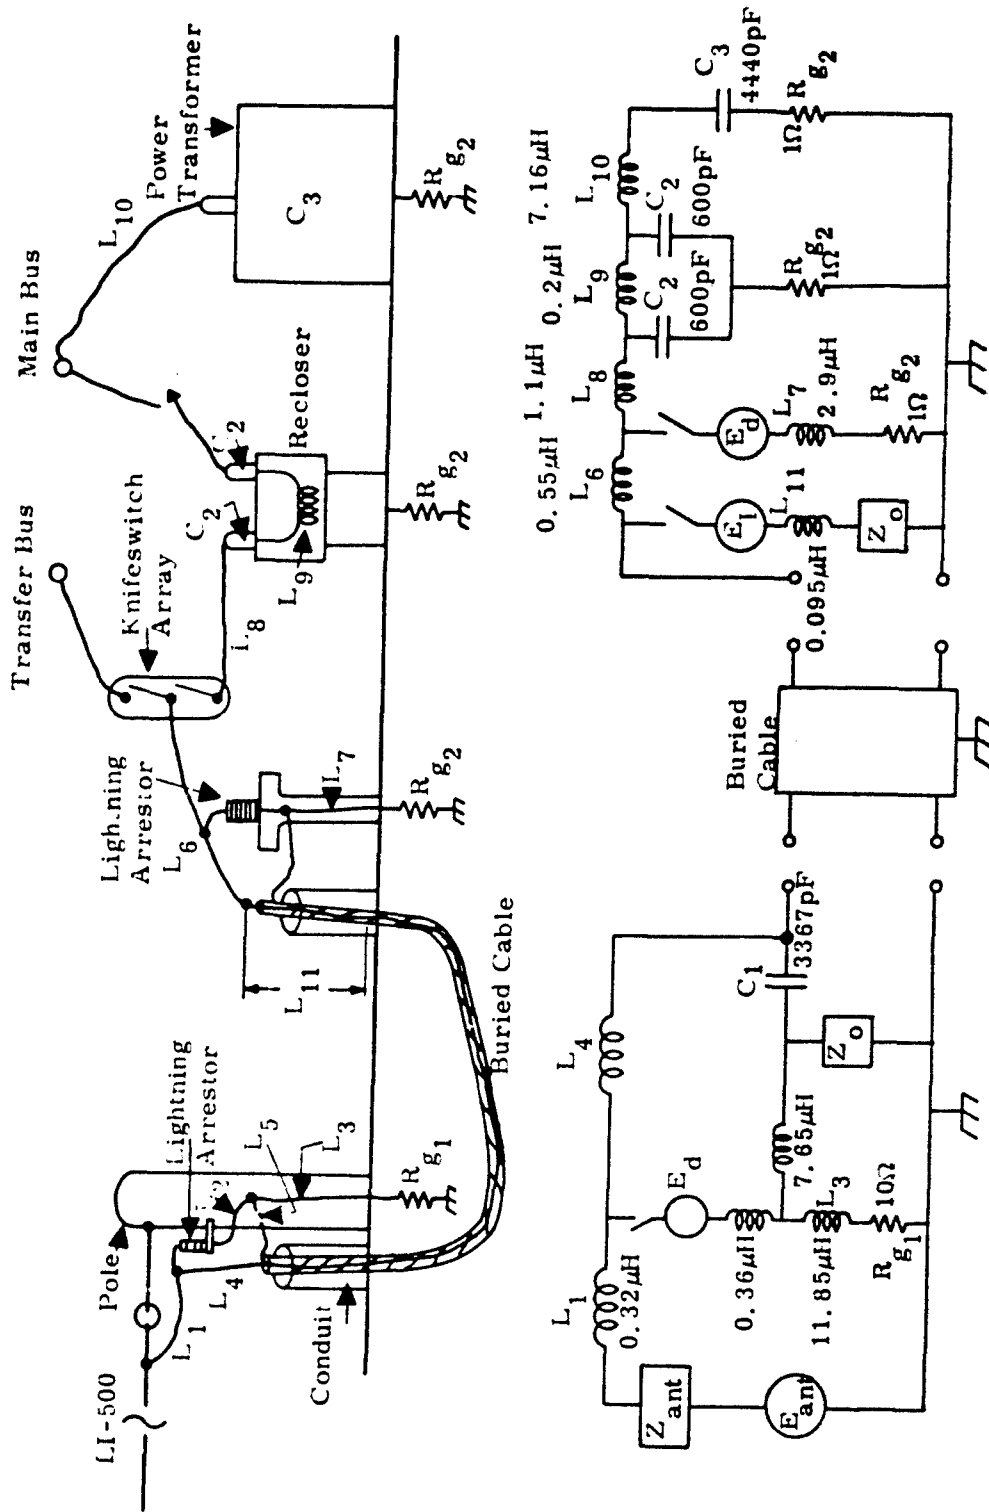 LI-500
Pole
L1
L4
Lightning
Arrestor
L5
L3
Rg1
Conduit
L11
Buried Cable
L6
Ligh.ning
Arrestor
L7
Rg2
Transfer Bus
Knifeswitch
Array
L8
C2
C2
L9
Recloser
Rg2
Main Bus
L10
Power
Transformer
C3
Rg2
Zant
Eant
L1
0.32μH
Ed
0.36μH
L3
11.85μH
Rg1
10Ω
7.65μH
L4
Zo
C1
3367pF
Buried
Cable
0.095μH
0.55μH
L6
EI
L11
Zo
1.1μH
L8
Ed
L7
2.9μH
Rg2
1Ω
0.2μH
L9
C2
600pF
C2
600pF
Rg2
1Ω
7.16μH
L10
C3
4440pF
Rg2
1Ω